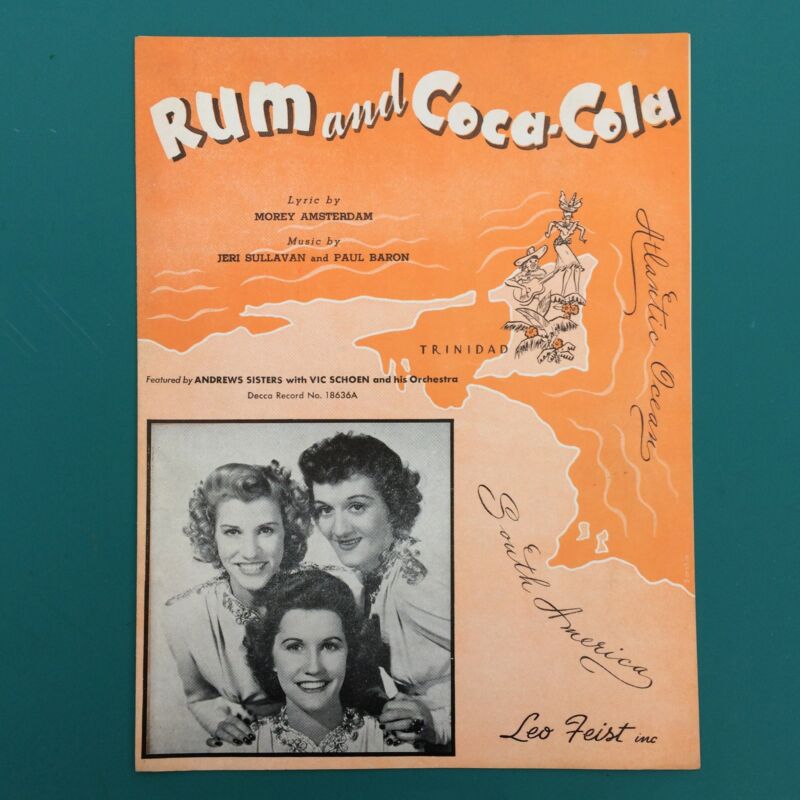 Rum and Coca-Cola
Lyric by
MOREY AMSTERDAM
Music by
JERI SULLAVAN and PAUL BARON
Atlantic Ocean
TRINIDAD
Featured by ANDREWS SISTERS with VIC SCHOEN and his Orchestra
Decca Record No. 18636A
South America
Leo Feist inc